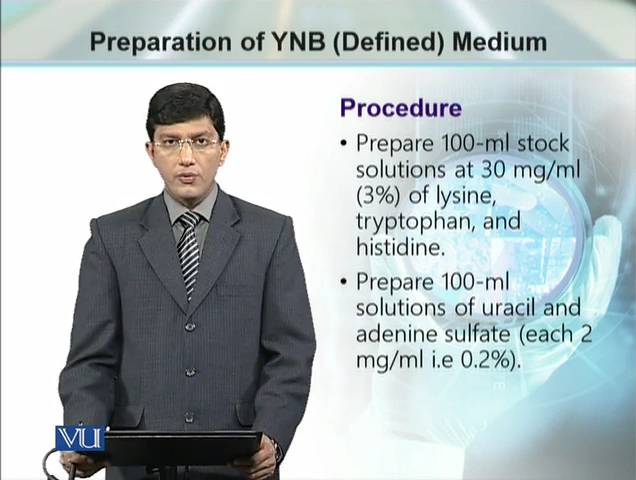 Preparation of YNB (Defined) Medium
Procedure
• Prepare 100-ml stock
solutions at 30 mg/ml
(3%) of lysine,
tryptophan, and
histidine.
• Prepare 100-ml
solutions of uracil and
adenine sulfate (each 2
mg/ml i.e 0.2%).
VU